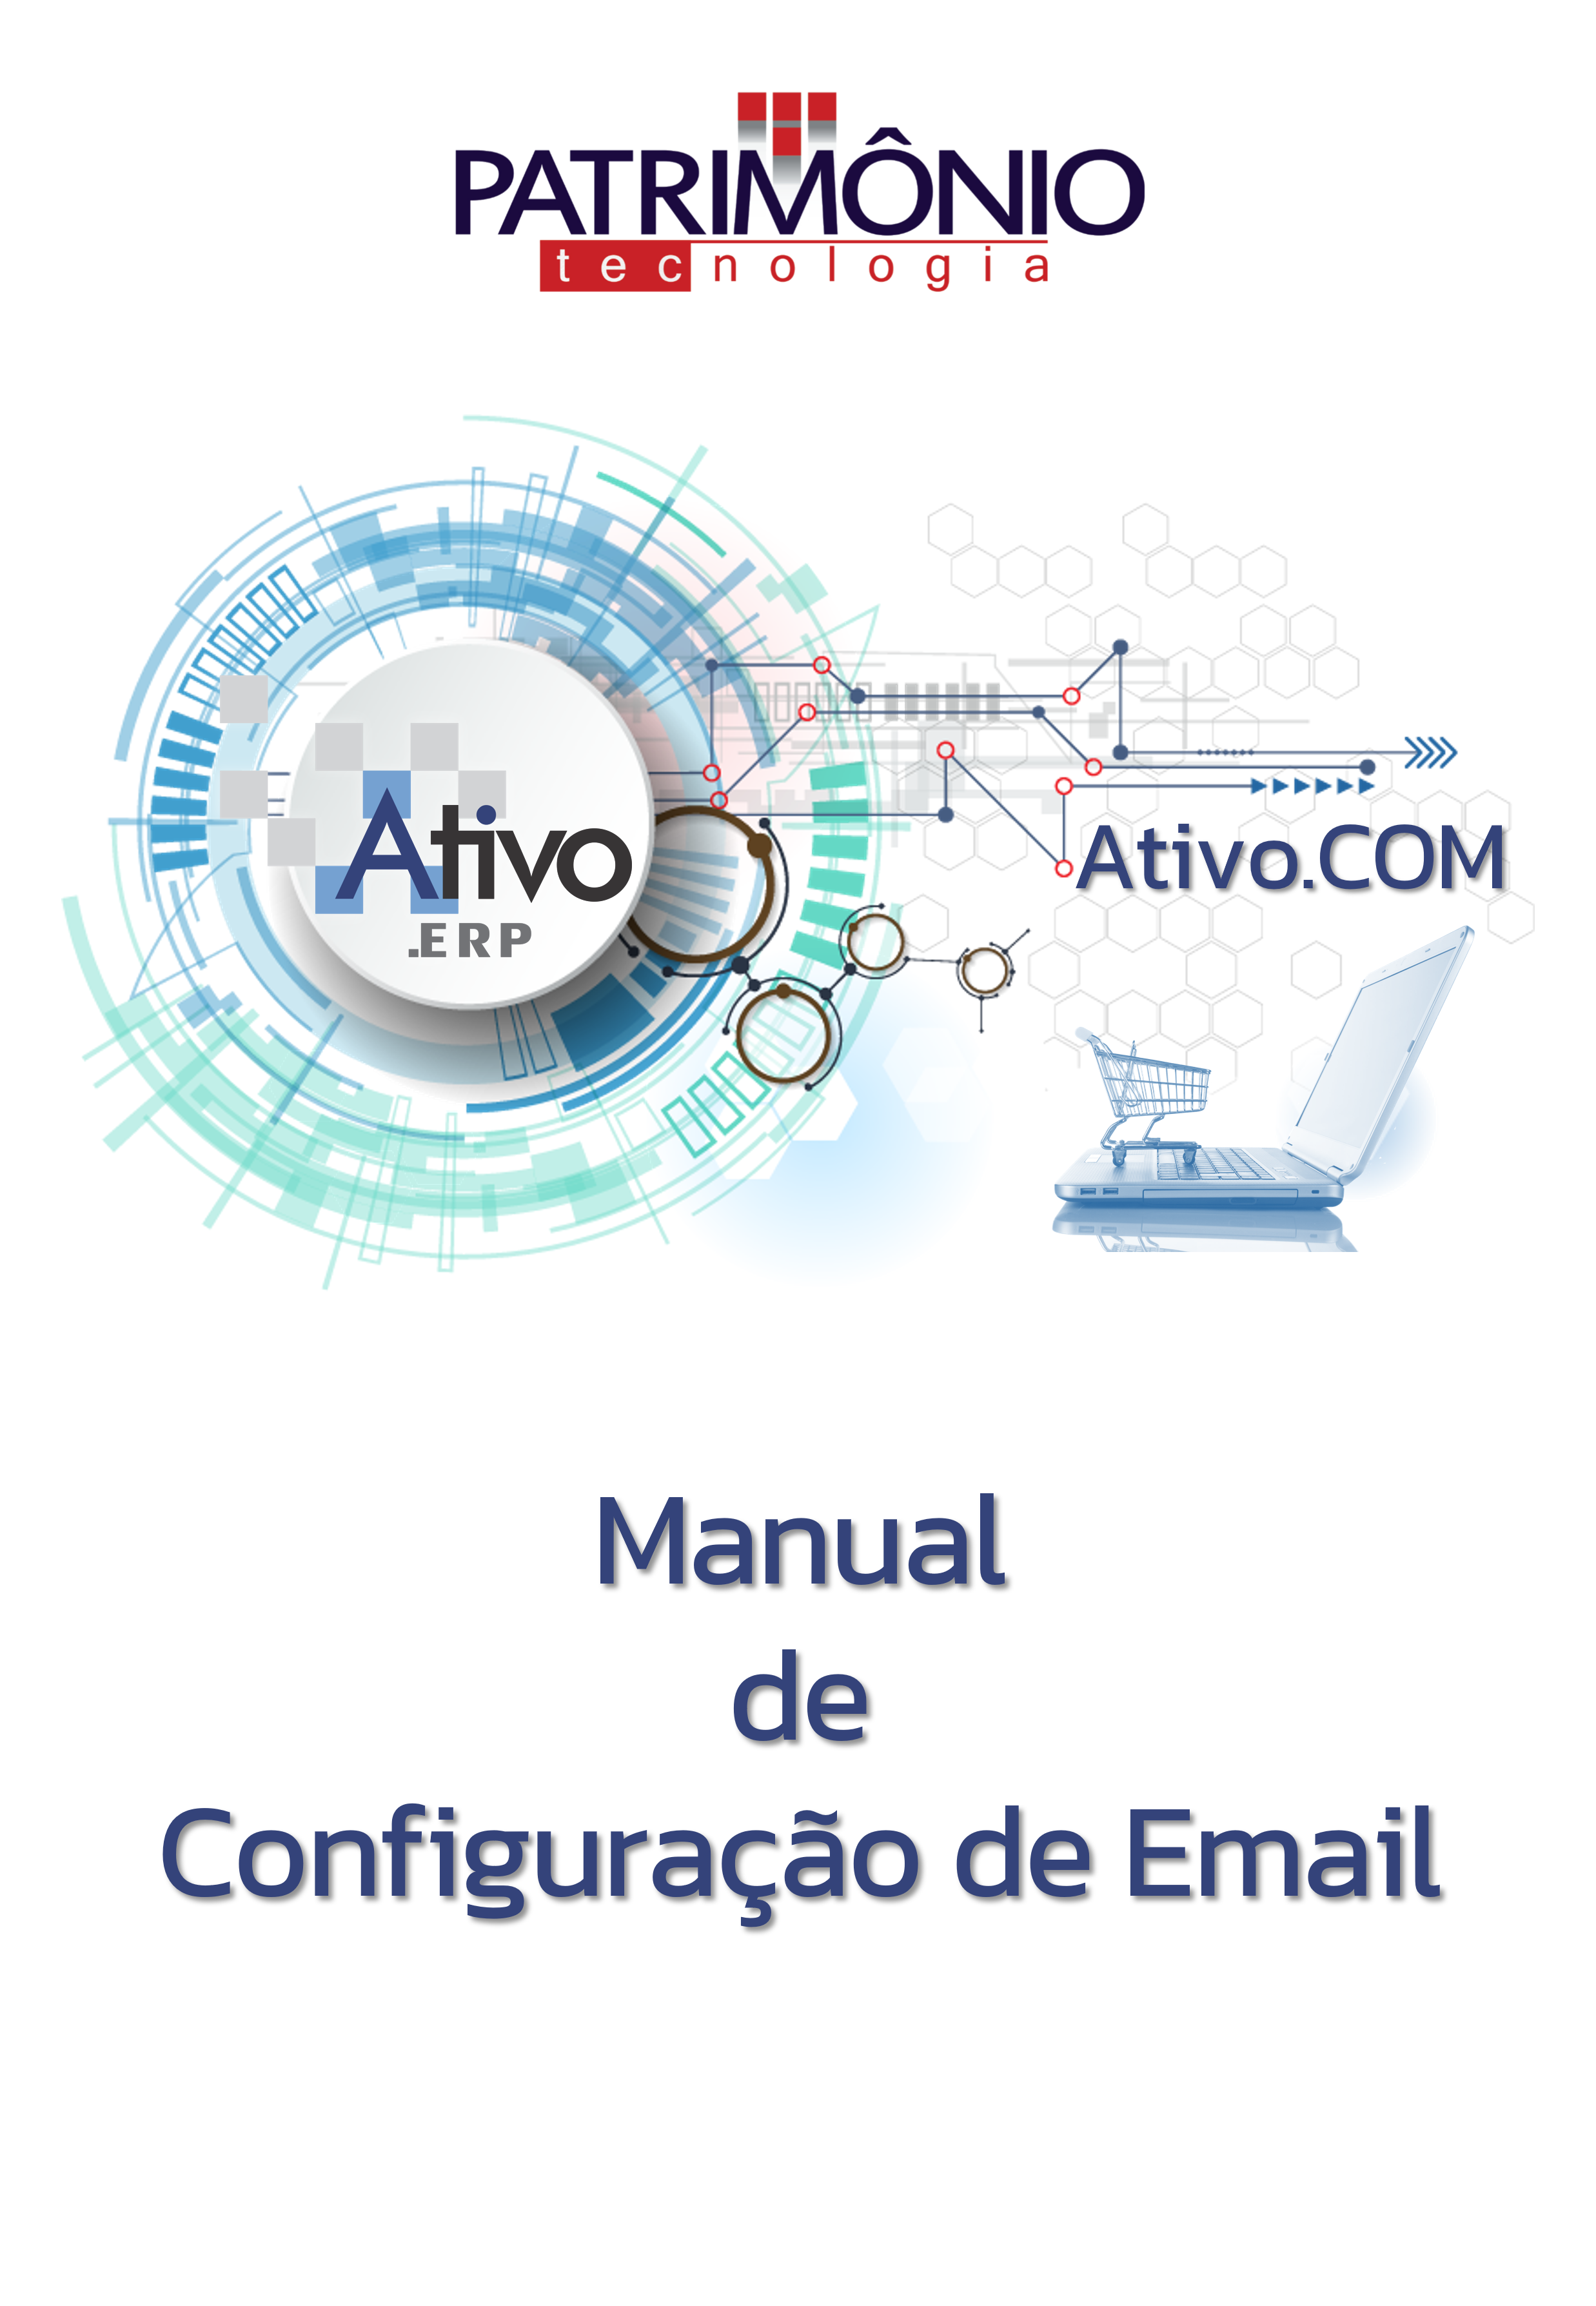 PATRIMÔNIO
tecnologia
Ativo
.ERP
Ativo.COM
Manual
de
Configuração de Email